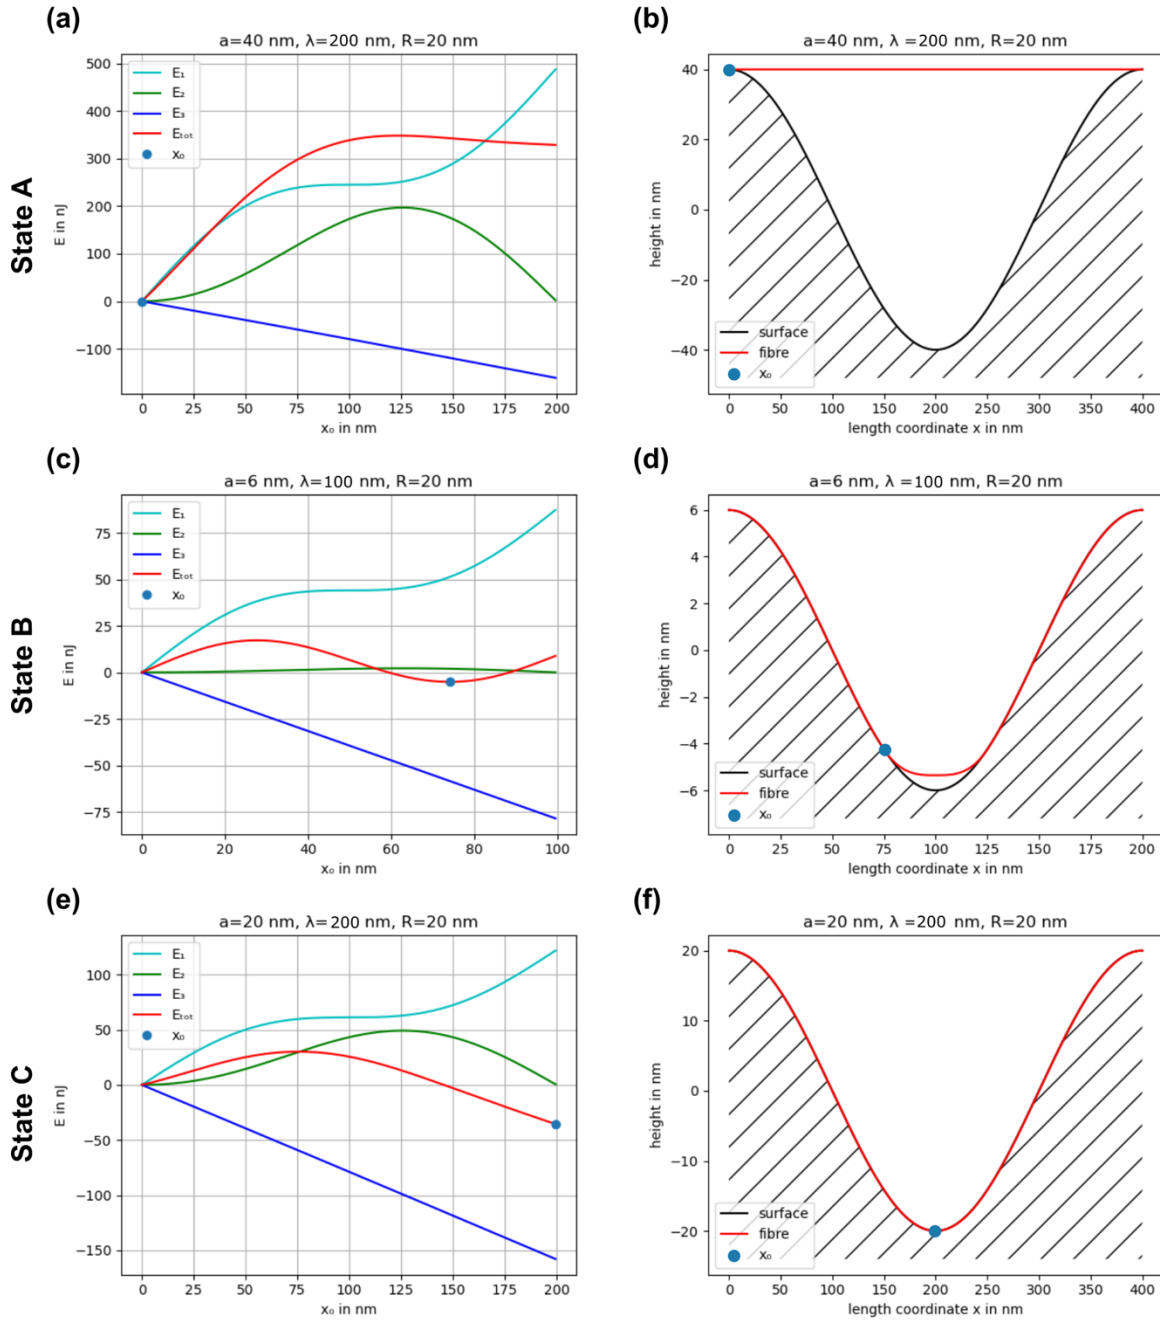 (a)
(b)
State A
a=40 nm, λ=200 nm, R=20 nm
E in nJ
500
400
300
200
100
0
−100
E₁
E₂
E₃
Eₜₒₜ
x₀
0 25 50 75 100 125 150 175 200
x₀ in nm
a=40 nm, λ =200 nm, R=20 nm
height in nm
40
20
0
−20
−40
surface
fibre
x₀
0 50 100 150 200 250 300 350 400
length coordinate x in nm
(c)
(d)
State B
a=6 nm, λ=100 nm, R=20 nm
E in nJ
75
50
25
0
−25
−50
−75
E₁
E₂
E₃
Eₜₒₜ
x₀
0 20 40 60 80 100
x₀ in nm
a=6 nm, λ =100 nm, R=20 nm
height in nm
6
4
2
0
−2
−4
−6
surface
fibre
x₀
0 25 50 75 100 125 150 175 200
length coordinate x in nm
(e)
(f)
State C
a=20 nm, λ=200 nm, R=20 nm
E in nJ
100
50
0
−50
−100
−150
E₁
E₂
E₃
Eₜₒₜ
x₀
0 25 50 75 100 125 150 175 200
x₀ in nm
a=20 nm, λ =200 nm, R=20 nm
height in nm
20
10
0
−10
−20
surface
fibre
x₀
0 50 100 150 200 250 300 350 400
length coordinate x in nm